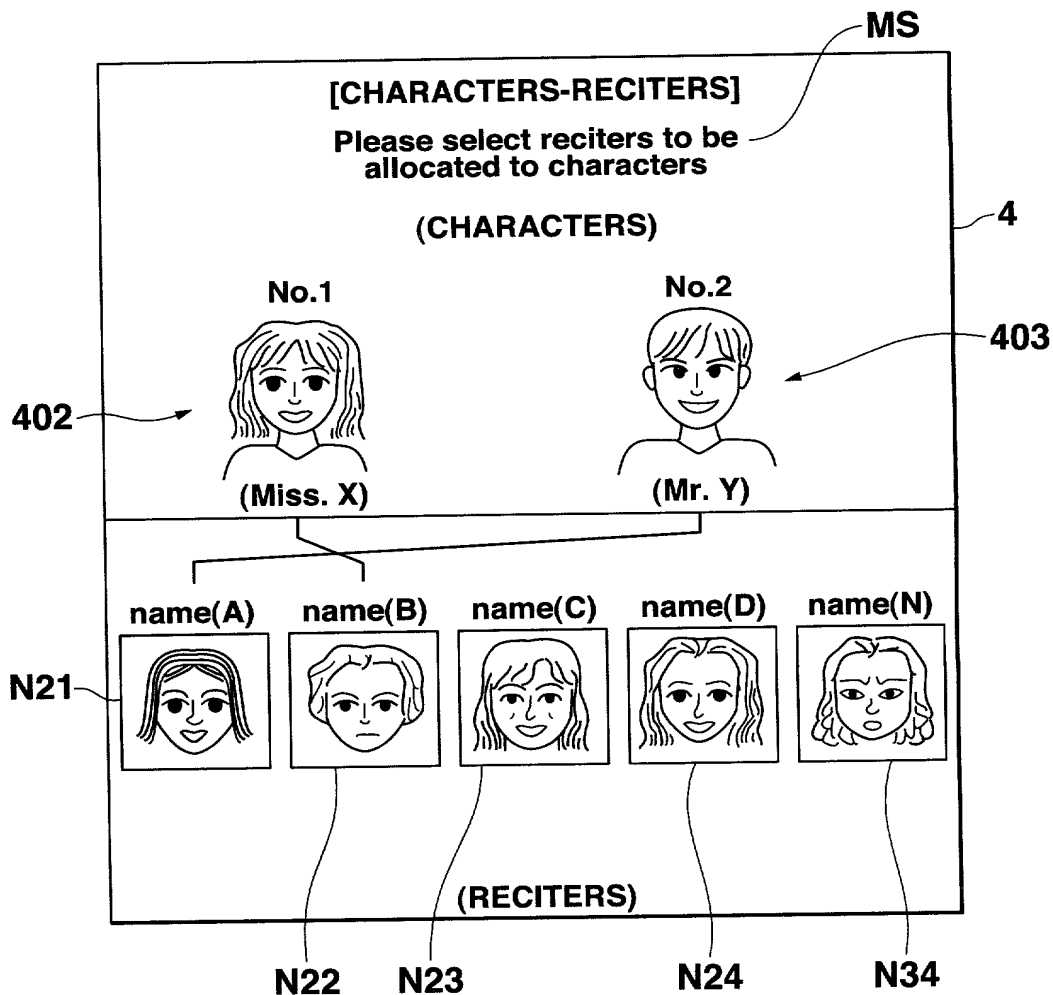 MS
[CHARACTERS-RECITERS]
Please select reciters to be
allocated to characters
4
(CHARACTERS)
No.1
No.2
403
402
(Miss. X)
(Mr. Y)
name(A)
name(B)
name(C)
name(D)
name(N)
N21
(RECITERS)
N22
N23
N24
N34